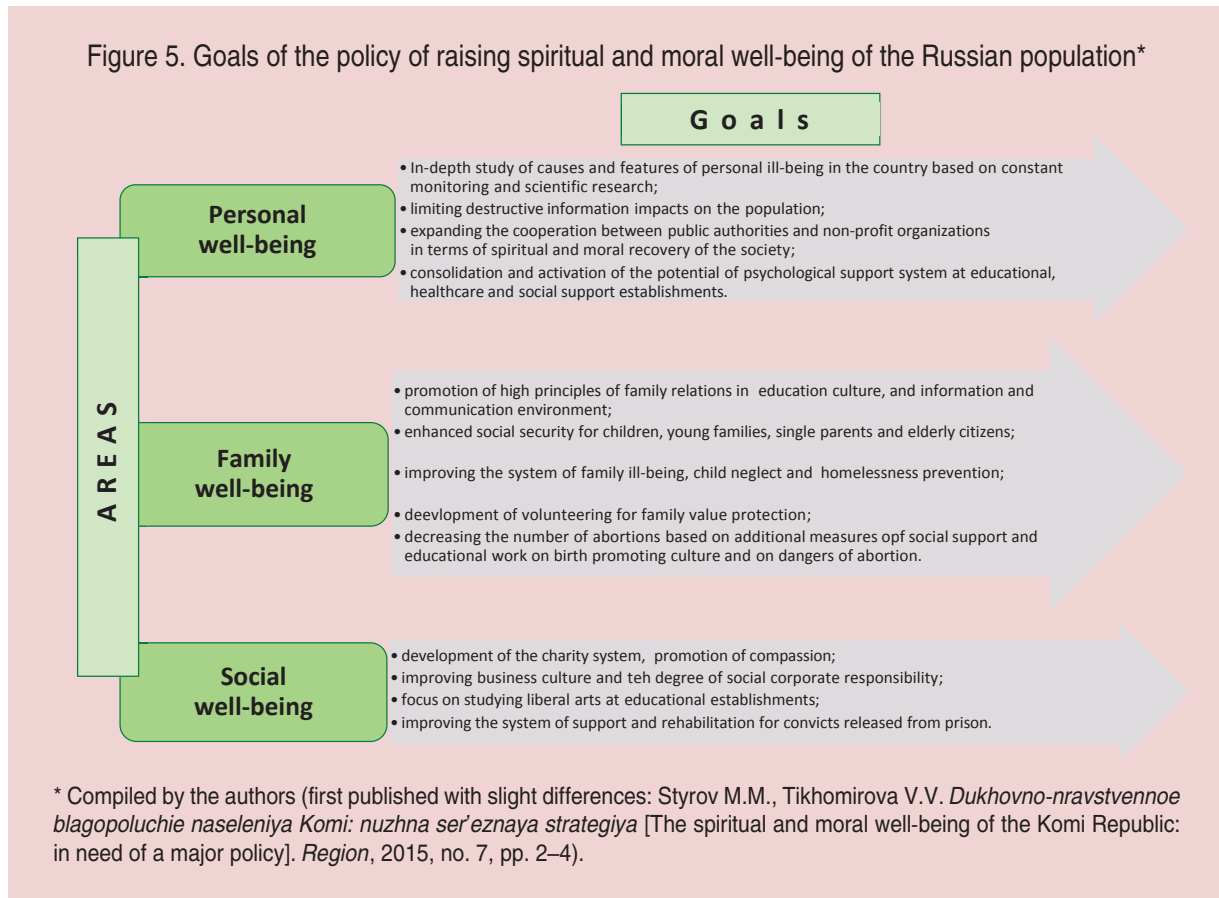 Figure 5. Goals of the policy of raising spiritual and moral well-being of the Russian population*
Goals
AREAS
Personal
well-being
• In-depth study of causes and features of personal ill-being in the country based on constant
monitoring and scientific research;
• limiting destructive information impacts on the population;
• expanding the cooperation between public authorities and non-profit organizations
in terms of spiritual and moral recovery of the society;
• consolidation and activation of the potential of psychological support system at educational,
healthcare and social support establishments.
Family
well-being
• promotion of high principles of family relations in education culture, and information and
communication environment;
• enhanced social security for children, young families, single parents and elderly citizens;
• improving the system of family ill-being, child neglect and homelessness prevention;
• deevlopment of volunteering for family value protection;
• decreasing the number of abortions based on additional measures opf social support and
educational work on birth promoting culture and on dangers of abortion.
Social
well-being
• development of the charity system, promotion of compassion;
• improving business culture and teh degree of social corporate responsibility;
• focus on studying liberal arts at educational establishments;
• improving the system of support and rehabilitation for convicts released from prison.
* Compiled by the authors (first published with slight differences: Styrov M.M., Tikhomirova V.V. Dukhovno-nravstvennoe
blagopoluchie naseleniya Komi: nuzhna ser'eznaya strategiya [The spiritual and moral well-being of the Komi Republic:
in need of a major policy]. Region, 2015, no. 7, pp. 2–4).